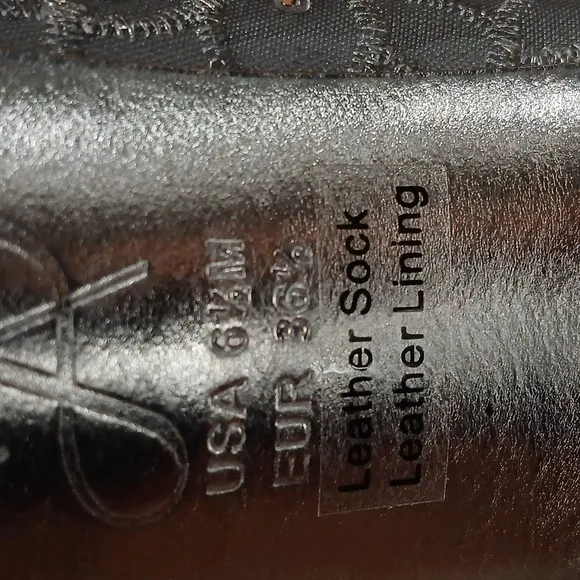 USA 6½M
EUR 36½
Leather Sock
Leather Lining